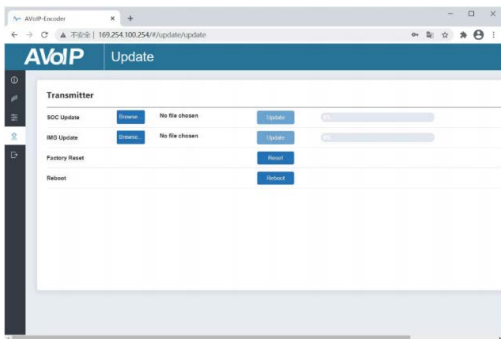 AVoIP-Encoder
不安全 | 169.254.100.254/#/update/update
AVoIP Update
Transmitter
SOC Update Browse... No file chosen Update
IMG Update Browse... No file chosen Update
Factory Reset Reset
Reboot Reboot